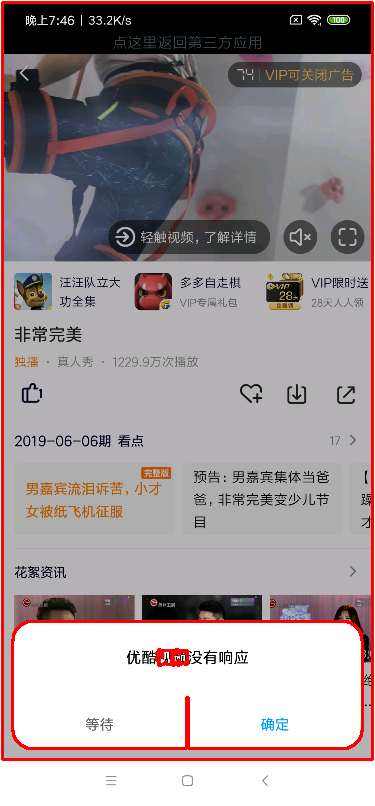 晚上7:46 | 33.2K/s
100
点这里返回第三方应用
74 | VIP可关闭广告
轻触视频，了解详情
汪汪队立大
功全集
多多自走棋
VIP专属礼包
VIP
28天
VIP限时送
28天人人领
非常完美
独播 · 真人秀 · 1229.9万次播放
1
2019-06-06期 看点
17
完整版
男嘉宾流泪诉苦，小才
女被纸飞机征服
预告：男嘉宾集体当爸
爸，非常完美变少儿节
目
花絮资讯
优酷视频没有响应
等待
确定